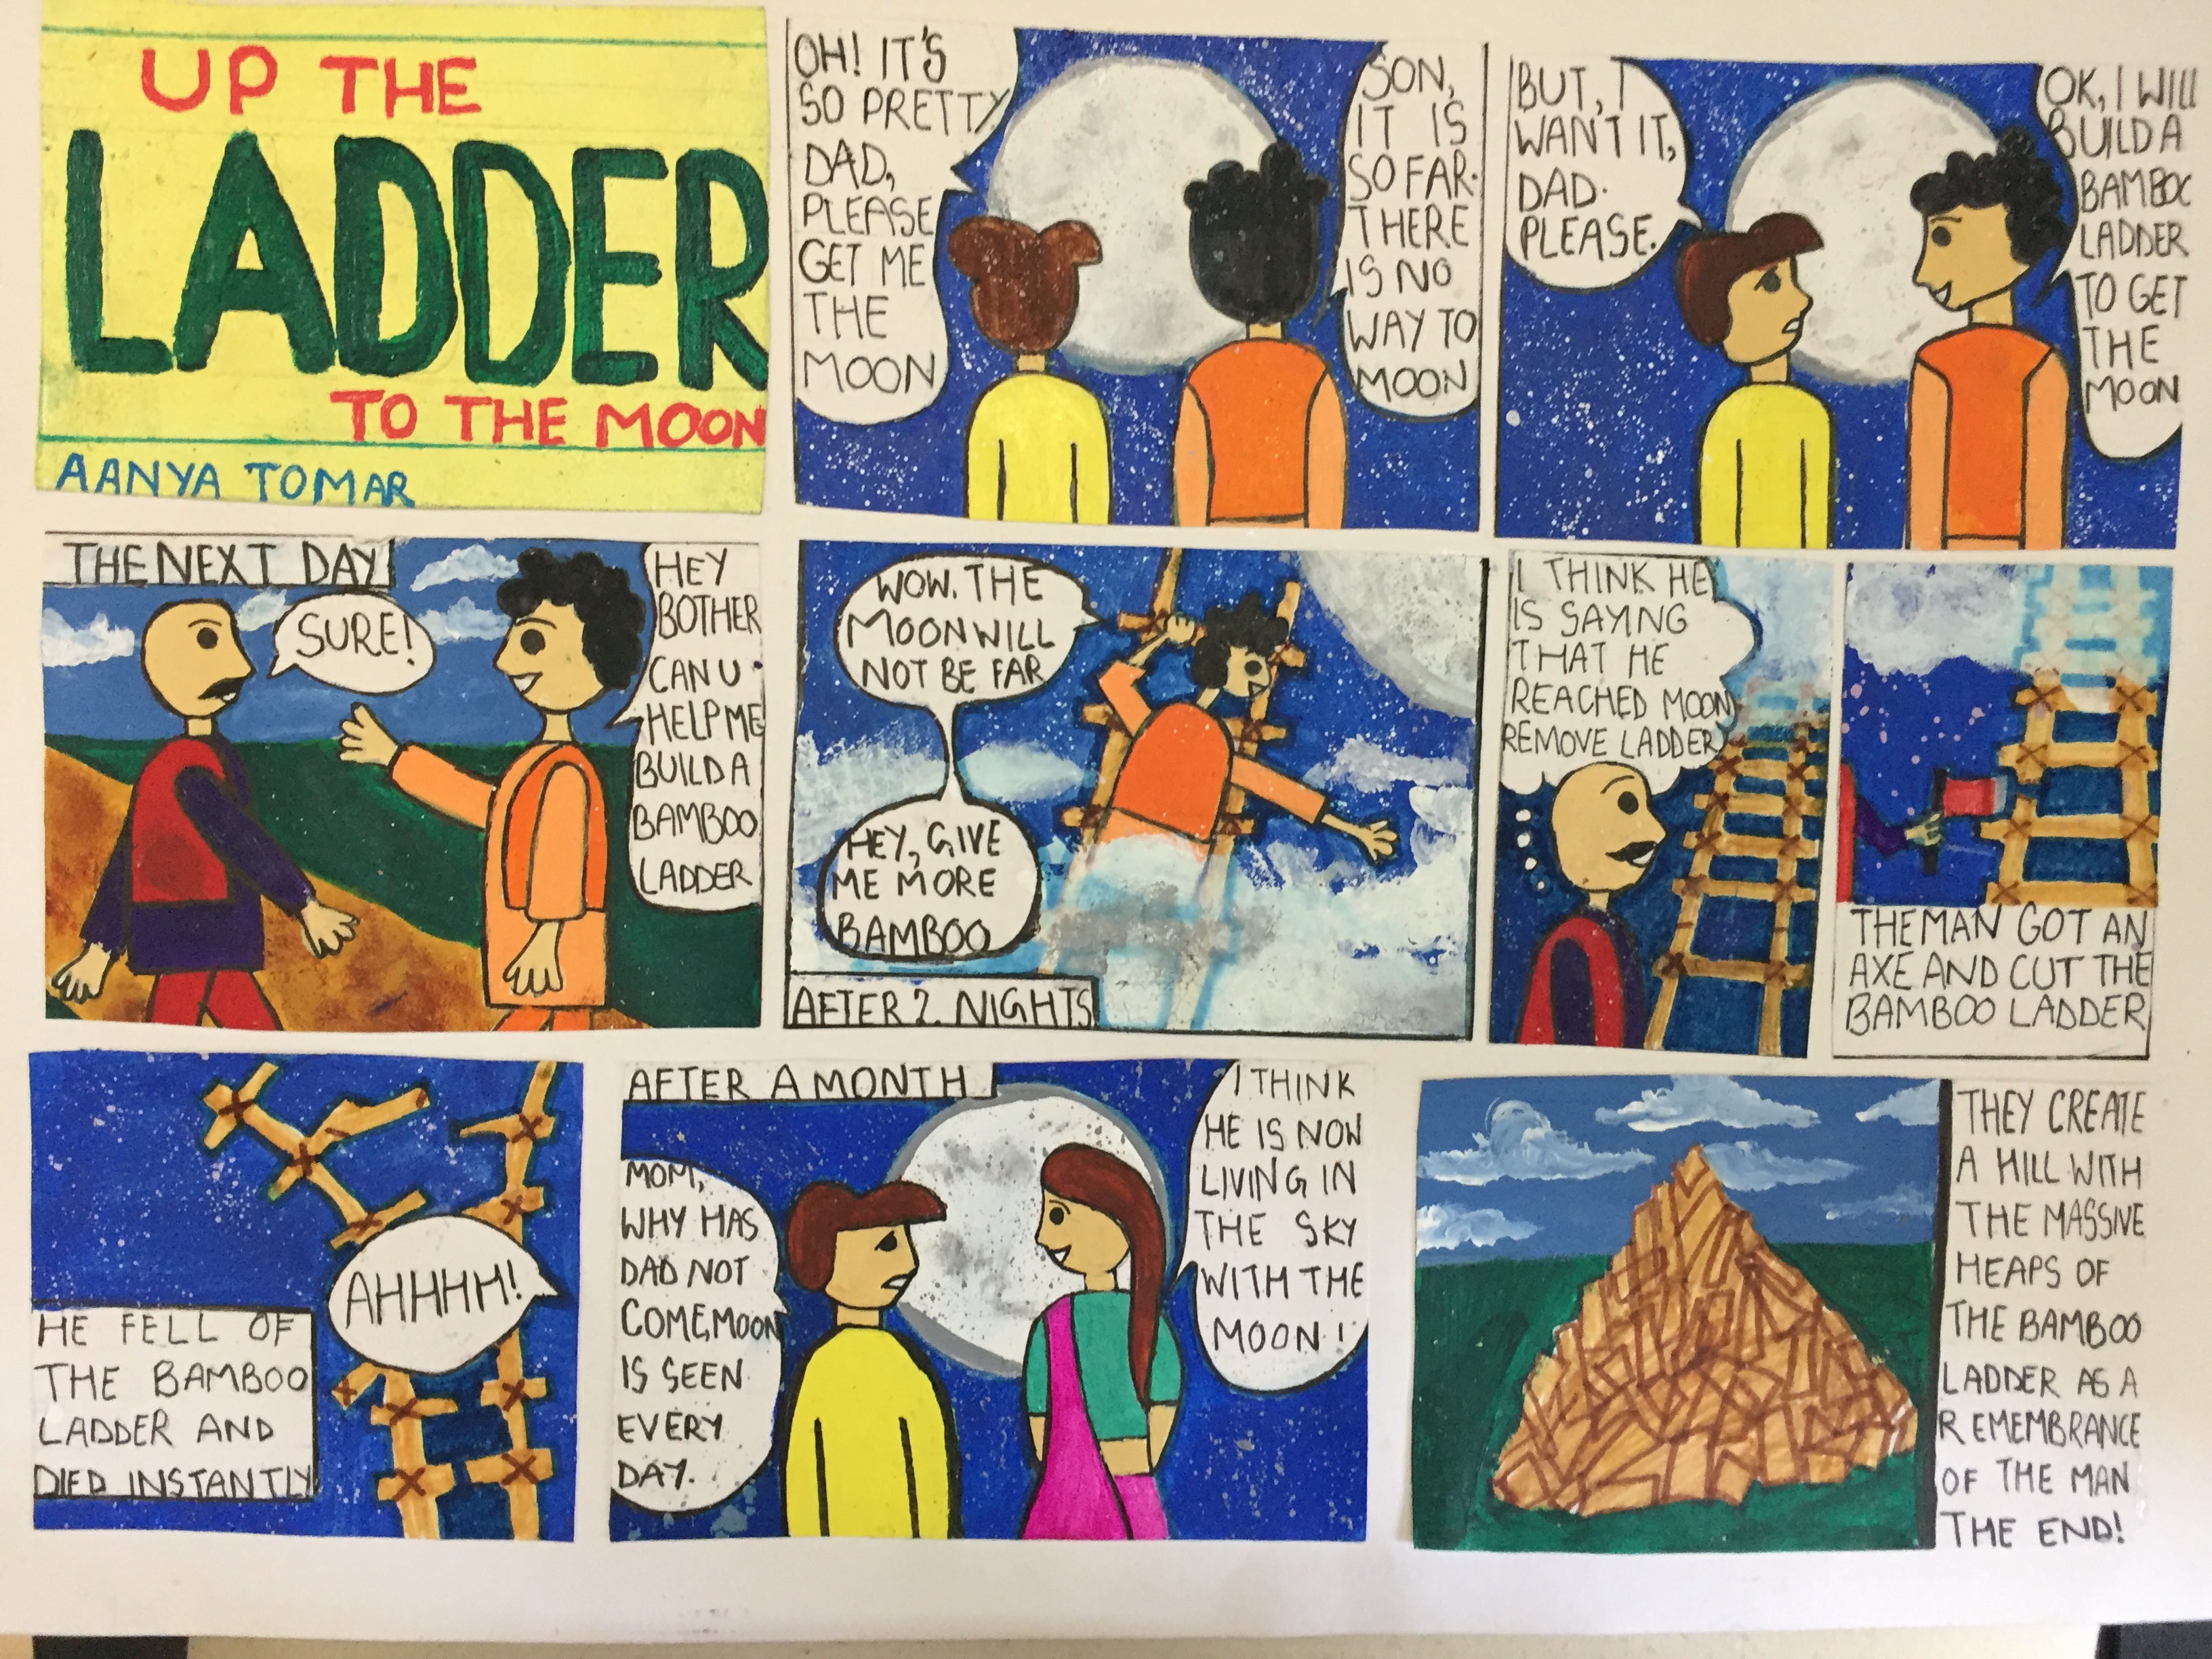 UP THE
LADDER
TO THE MOON
AANYA TOMAR
OH! IT'S
SO PRETTY
DAD,
PLEASE
GET ME
THE
MOON
SON,
IT IS
SO FAR.
THERE
IS NO
WAY TO
MOON
BUT, I
WANT IT,
DAD.
PLEASE.
OK, I WILL
BUILD A
BAMBOO
LADDER
TO GET
THE
MOON
THE NEXT DAY
SURE!
HEY
BOTHER
CAN U
HELP ME
BUILD A
BAMBOO
LADDER
WOW. THE
MOON WILL
NOT BE FAR
HEY, GIVE
ME MORE
BAMBOO
AFTER 2 NIGHTS
I THINK HE
IS SAYING
THAT HE
REACHED MOON
REMOVE LADDER
THE MAN GOT AN
AXE AND CUT THE
BAMBOO LADDER
HE FELL OF
THE BAMBOO
LADDER AND
DIED INSTANTLY
AHHHH!
AFTER A MONTH
MOM,
WHY HAS
DAD NOT
COME, MOON
IS SEEN
EVERY
DAY.
I THINK
HE IS NOW
LIVING IN
THE SKY
WITH THE
MOON!
THEY CREATE
A HILL WITH
THE MASSIVE
HEAPS OF
THE BAMBOO
LADDER AS A
REMEMBRANCE
OF THE MAN
THE END!